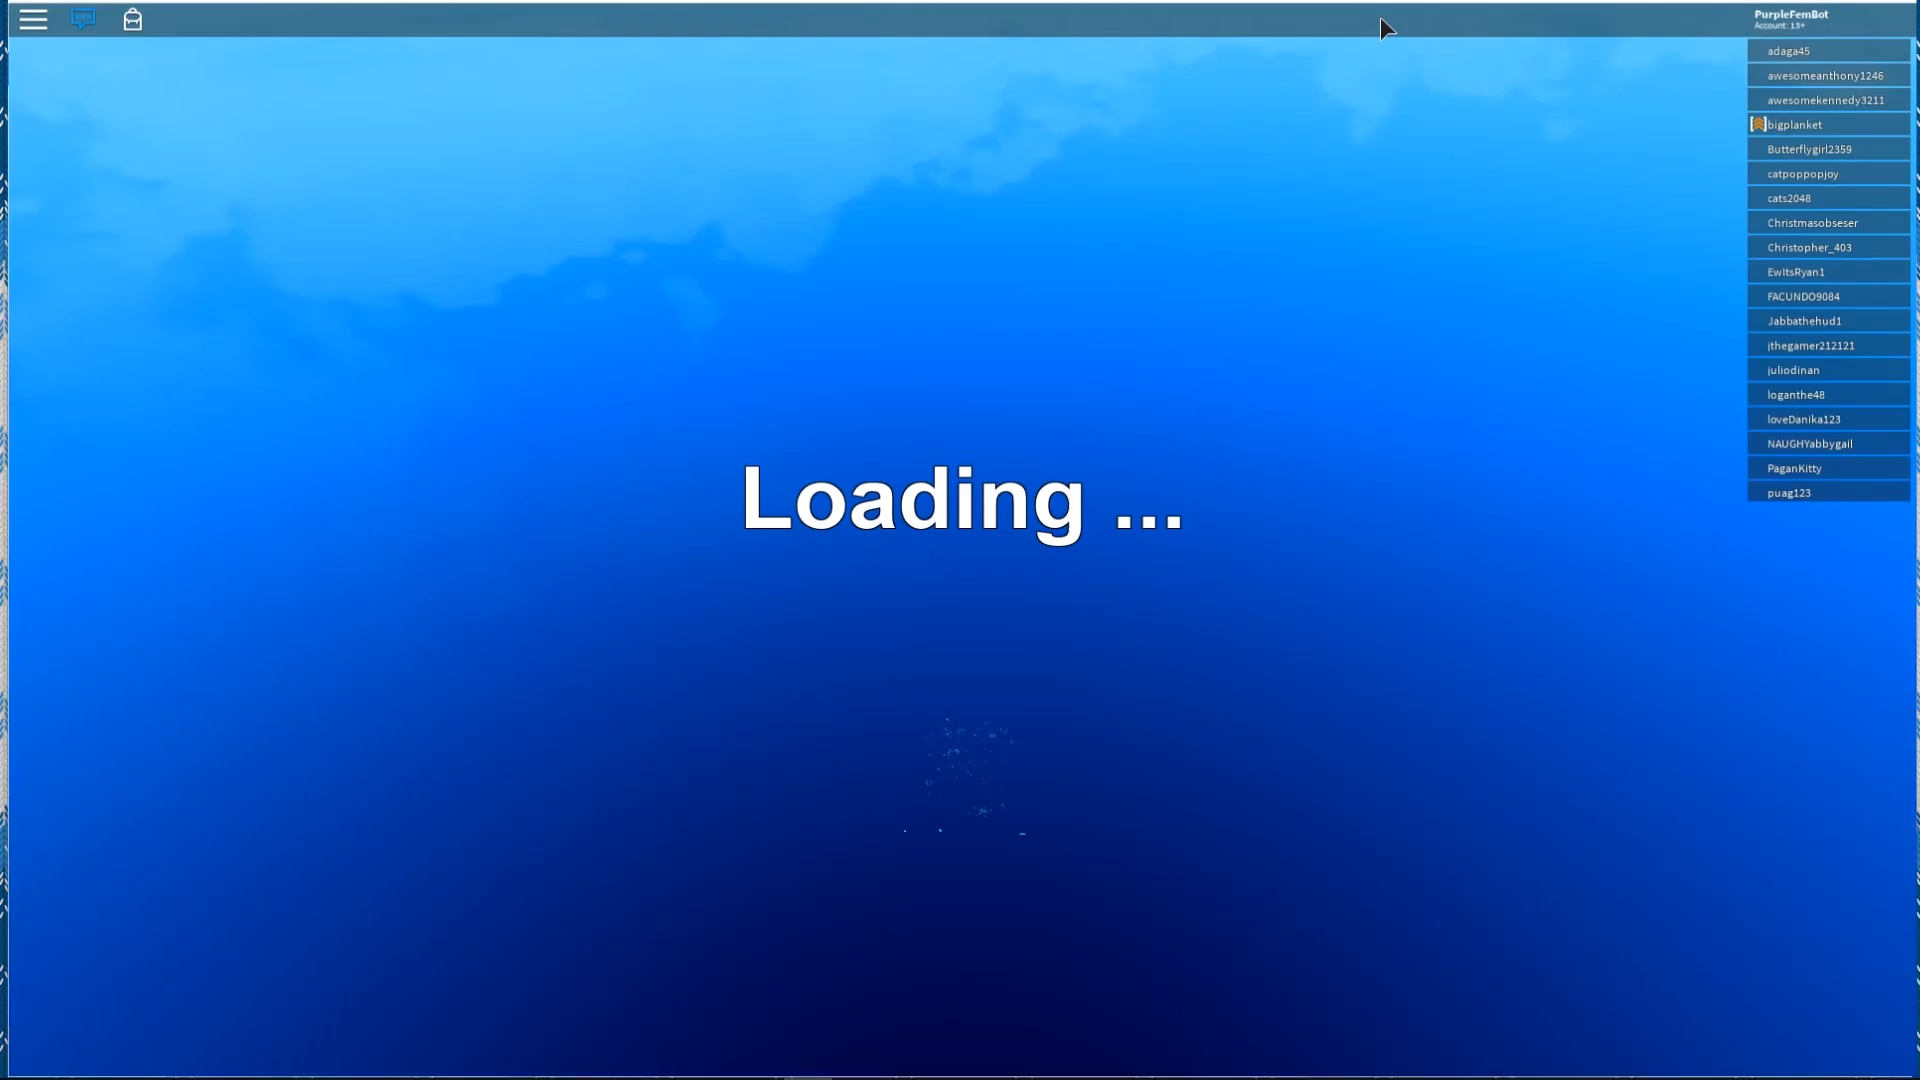 PurpleFemBot
Account: 13+
adaga45
awesomeanthony1246
awesomekennedy3211
bigplanket
Butterflygirl2359
catpoppopjoy
cats2048
Christmasobseser
Christopher_403
EwItsRyan1
FACUNDO9084
Jabbathehud1
jthegamer212121
juliodinan
loganthe48
loveDanika123
NAUGHYabbygail
PaganKitty
puag123
Loading ...